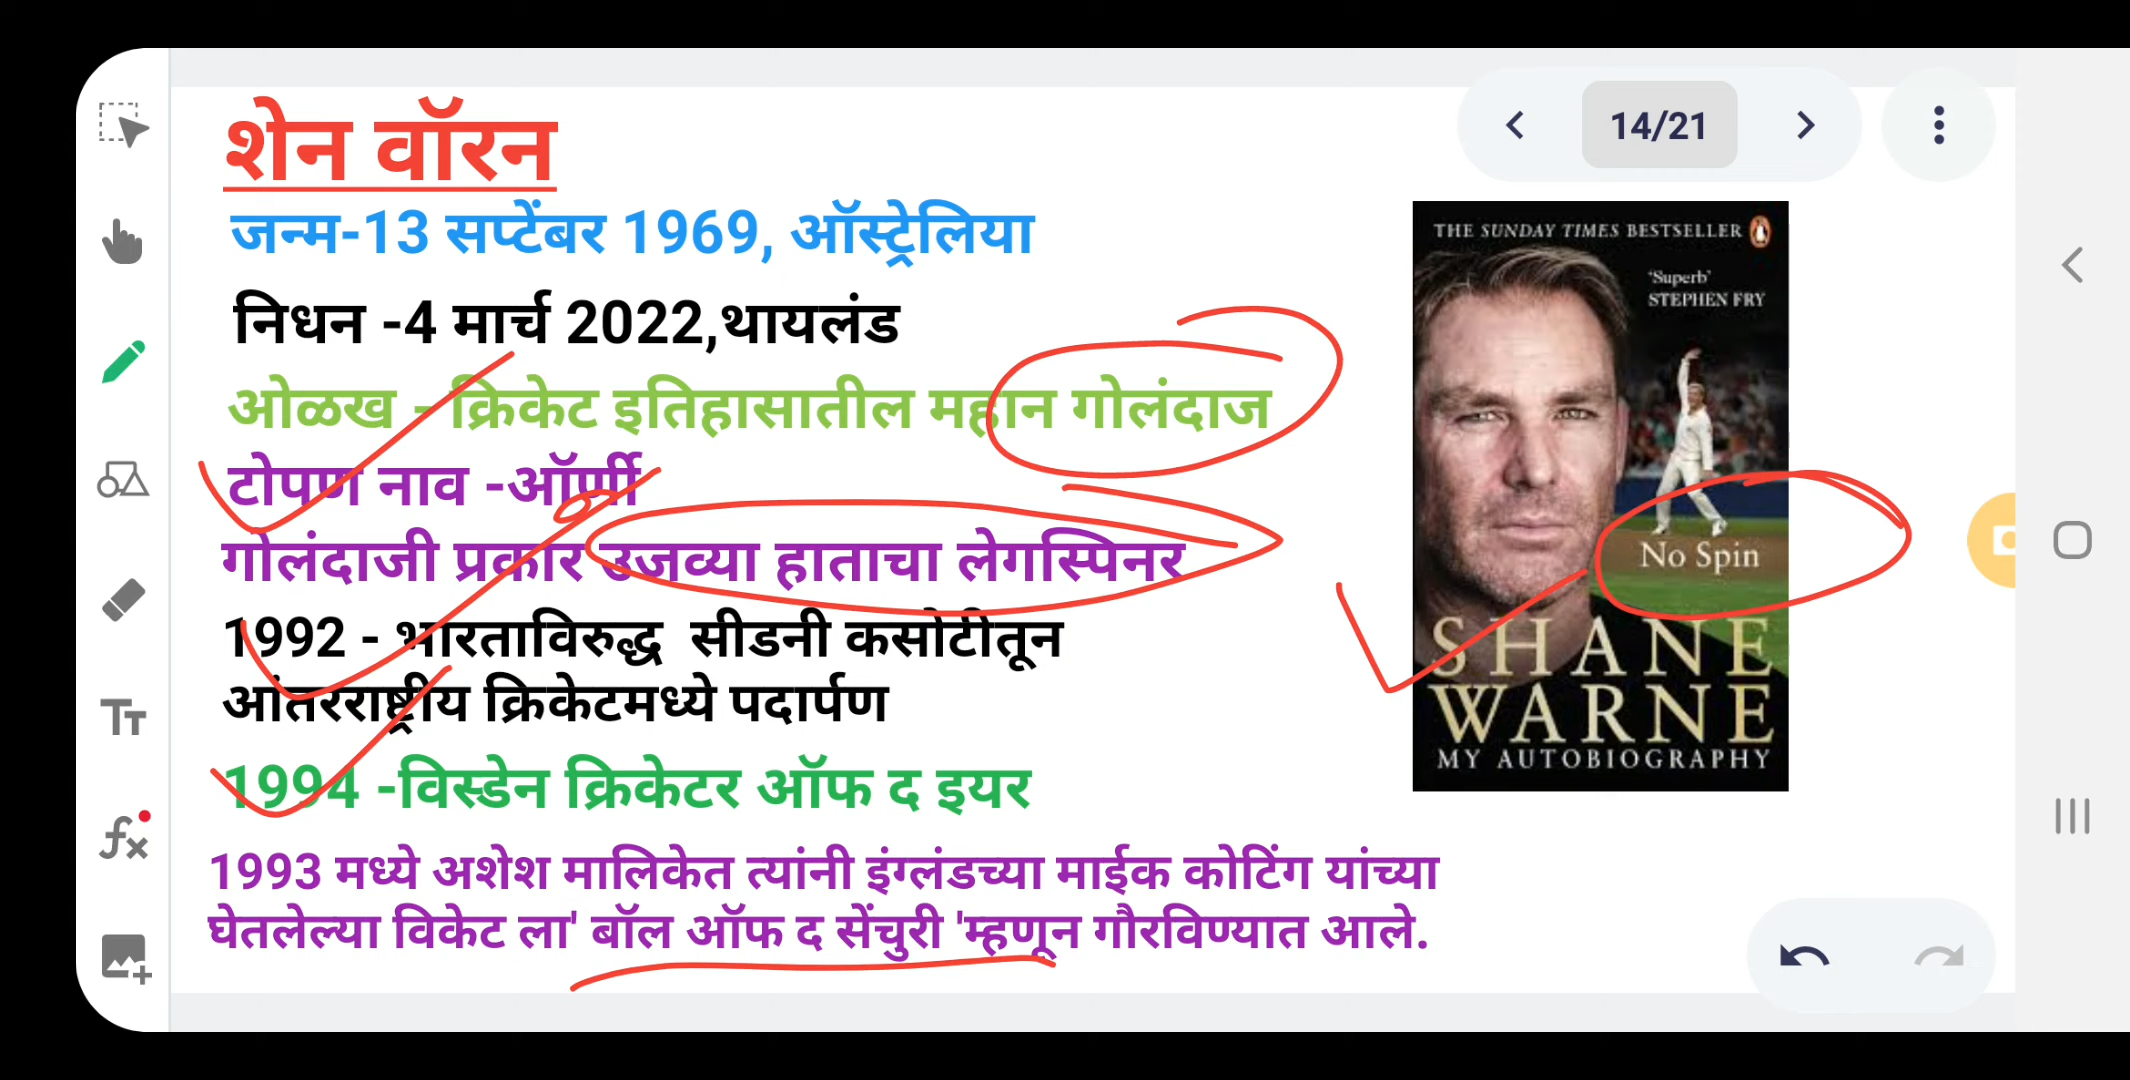 शेन वॉरन
14/21
जन्म-13 सप्टेंबर 1969, ऑस्ट्रेलिया
निधन -4 मार्च 2022,थायलंड
ओळख - क्रिकेट इतिहासातील महान गोलंदाज
टोपण नाव -ऑर्णी
गोलंदाजी प्रकार उजव्या हाताचा लेगस्पिनर
1992 - भारताविरुद्ध सीडनी कसोटीतून
आंतरराष्ट्रीय क्रिकेटमध्ये पदार्पण
1994 -विस्डेन क्रिकेटर ऑफ द इयर
1993 मध्ये अशेश मालिकेत त्यांनी इंग्लंडच्या माईक कोटिंग यांच्या
घेतलेल्या विकेट ला' बॉल ऑफ द सेंचुरी 'म्हणून गौरविण्यात आले.
THE SUNDAY TIMES BESTSELLER
'Superb'
STEPHEN FRY
No Spin
SHANE
WARNE
MY AUTOBIOGRAPHY